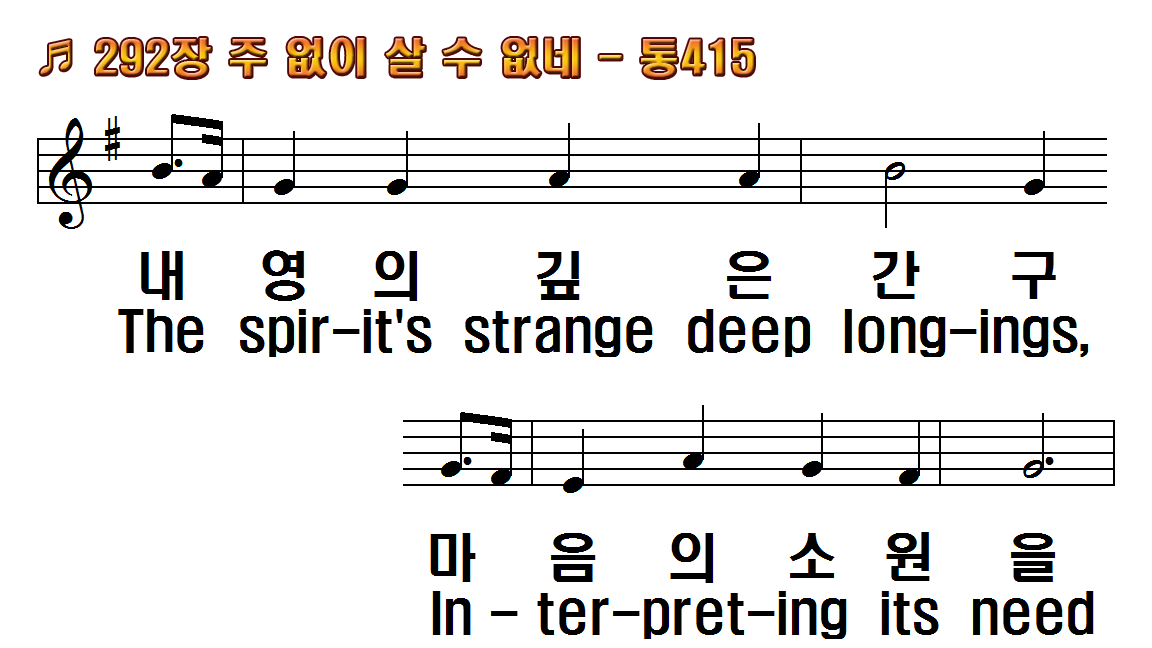 ♬ 292장 주 없이 살 수 없네 - 통415
내 영 의 깊 은 간 구
The spir-it's strange deep long-ings,
마 음 의 소 원 을
In - ter-pret-ing its need